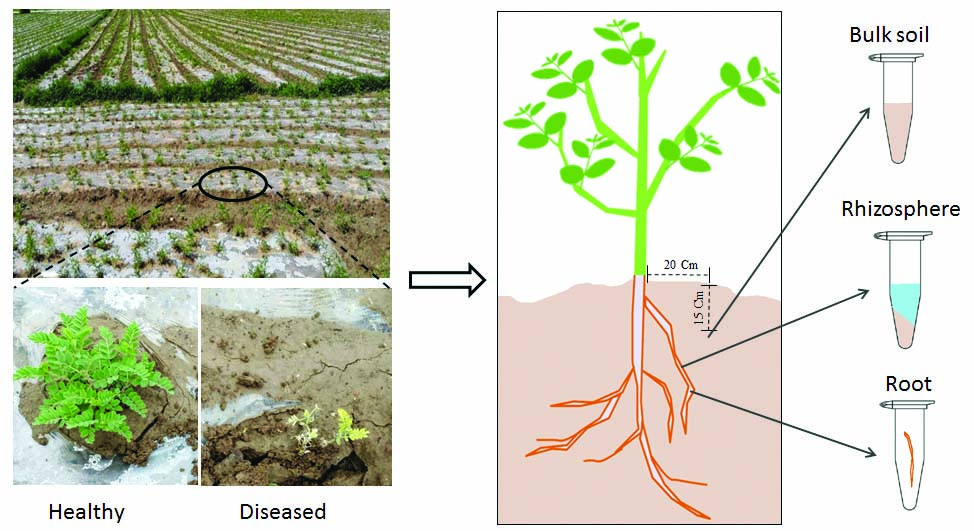 Bulk soil
Rhizosphere
20 Cm
15 Cm
Root
Healthy
Diseased